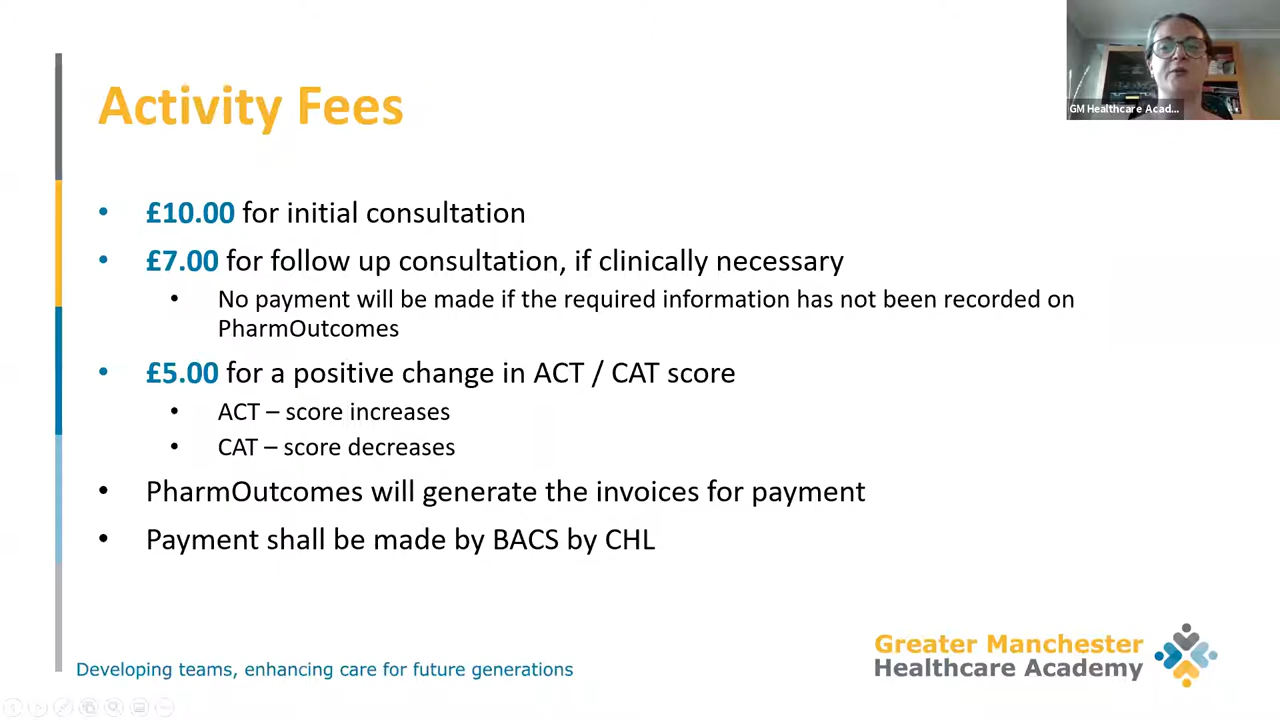 GM Healthcare Acad...
Activity Fees
• £10.00 for initial consultation
• £7.00 for follow up consultation, if clinically necessary
• No payment will be made if the required information has not been recorded on
PharmOutcomes
• £5.00 for a positive change in ACT / CAT score
• ACT – score increases
• CAT – score decreases
• PharmOutcomes will generate the invoices for payment
• Payment shall be made by BACS by CHL
Developing teams, enhancing care for future generations
Greater Manchester
Healthcare Academy